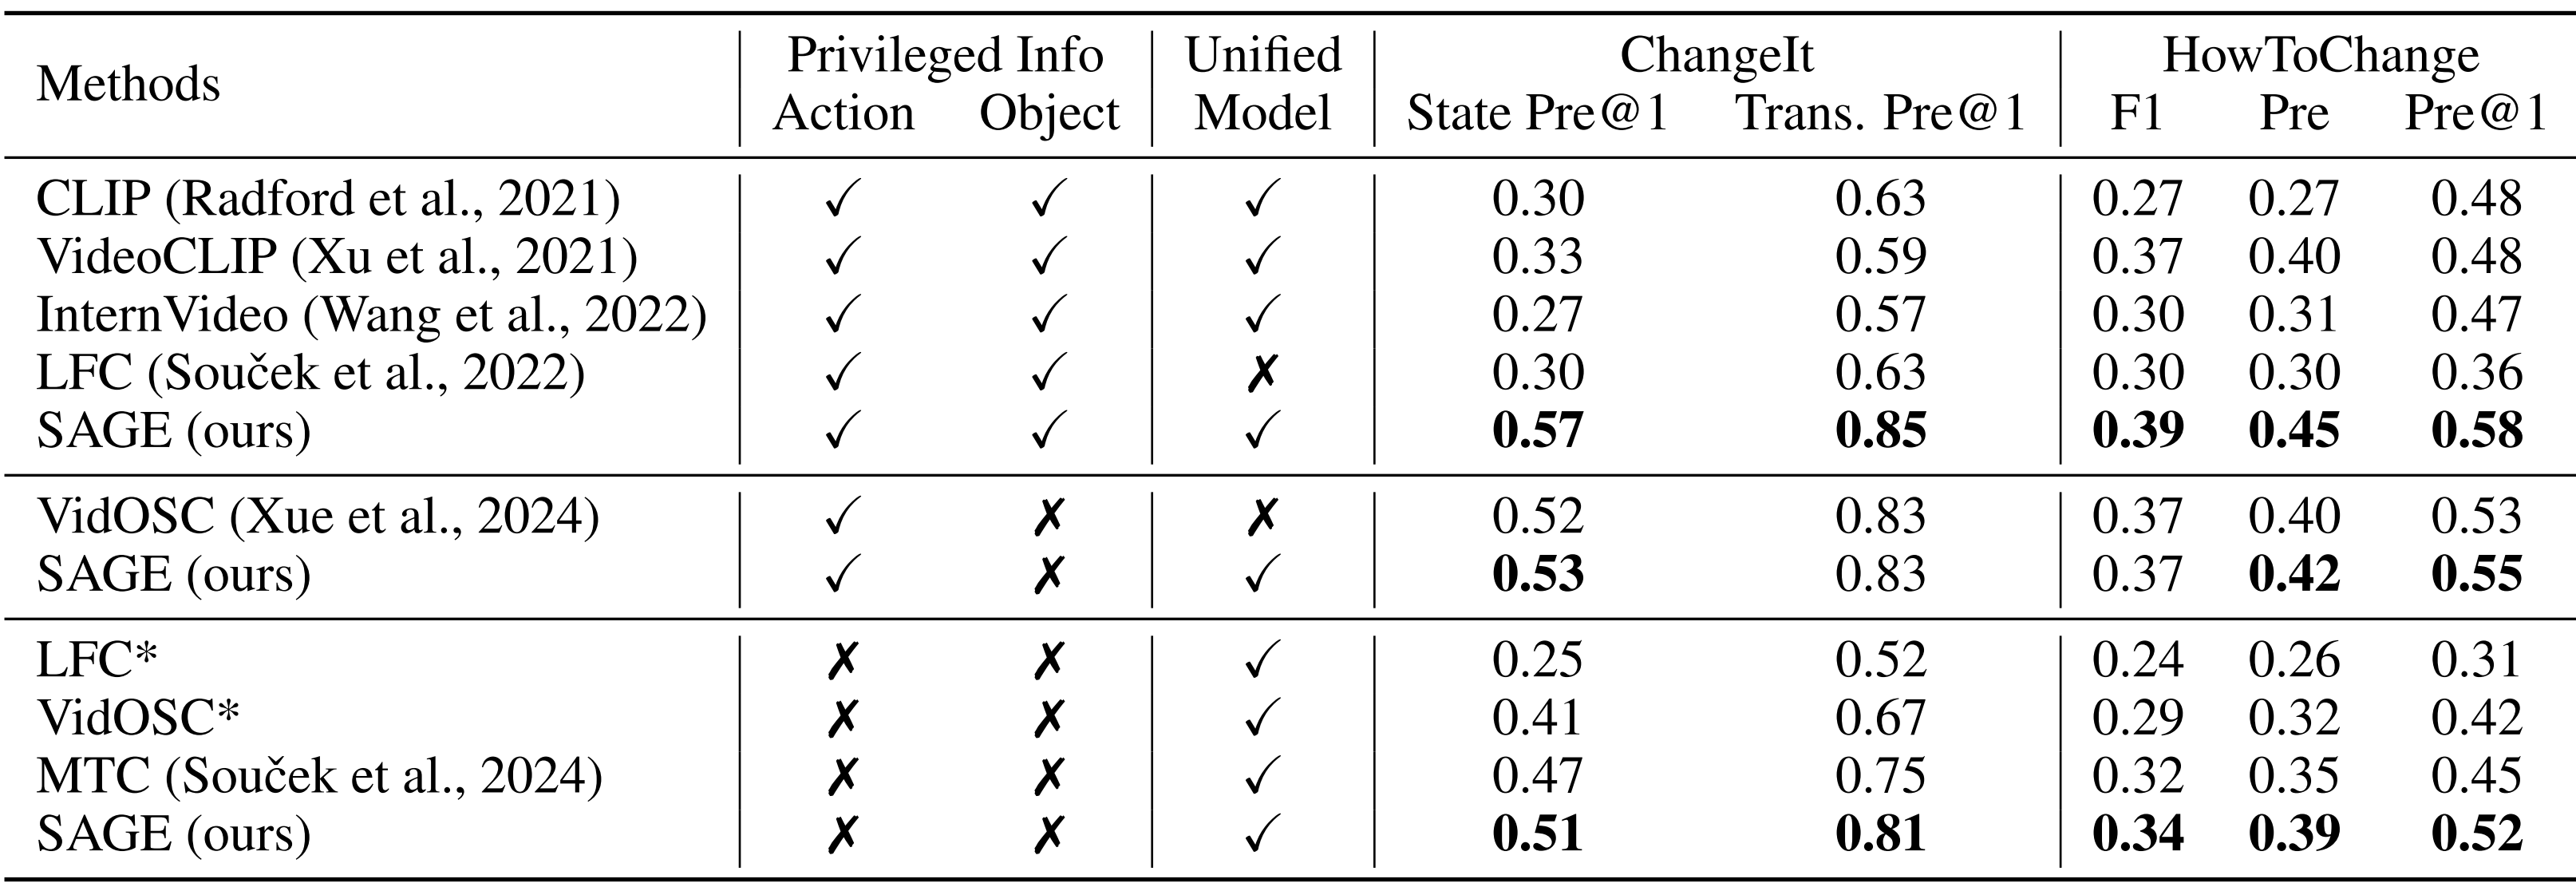 Methods Privileged Info Unified ChangeIt HowToChange
Action Object Model State Pre@1 Trans. Pre@1 F1 Pre Pre@1
CLIP (Radford et al., 2021) ✓ ✓ ✓ 0.30 0.63 0.27 0.27 0.48
VideoCLIP (Xu et al., 2021) ✓ ✓ ✓ 0.33 0.59 0.37 0.40 0.48
InternVideo (Wang et al., 2022) ✓ ✓ ✓ 0.27 0.57 0.30 0.31 0.47
LFC (Souček et al., 2022) ✓ ✓ ✗ 0.30 0.63 0.30 0.30 0.36
SAGE (ours) ✓ ✓ ✓ 0.57 0.85 0.39 0.45 0.58
VidOSC (Xue et al., 2024) ✓ ✗ ✗ 0.52 0.83 0.37 0.40 0.53
SAGE (ours) ✓ ✗ ✓ 0.53 0.83 0.37 0.42 0.55
LFC* ✗ ✗ ✓ 0.25 0.52 0.24 0.26 0.31
VidOSC* ✗ ✗ ✓ 0.41 0.67 0.29 0.32 0.42
MTC (Souček et al., 2024) ✗ ✗ ✓ 0.47 0.75 0.32 0.35 0.45
SAGE (ours) ✗ ✗ ✓ 0.51 0.81 0.34 0.39 0.52